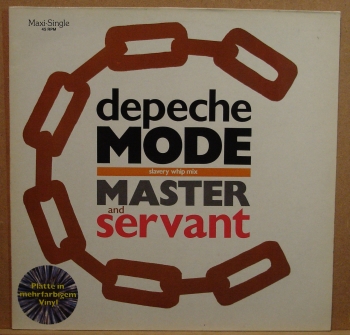 Maxi-Single
45 RPM
depeche
MODE
slavery whip mix
MASTER
and
servant
Platte in
mehrfarbigem
Vinyl